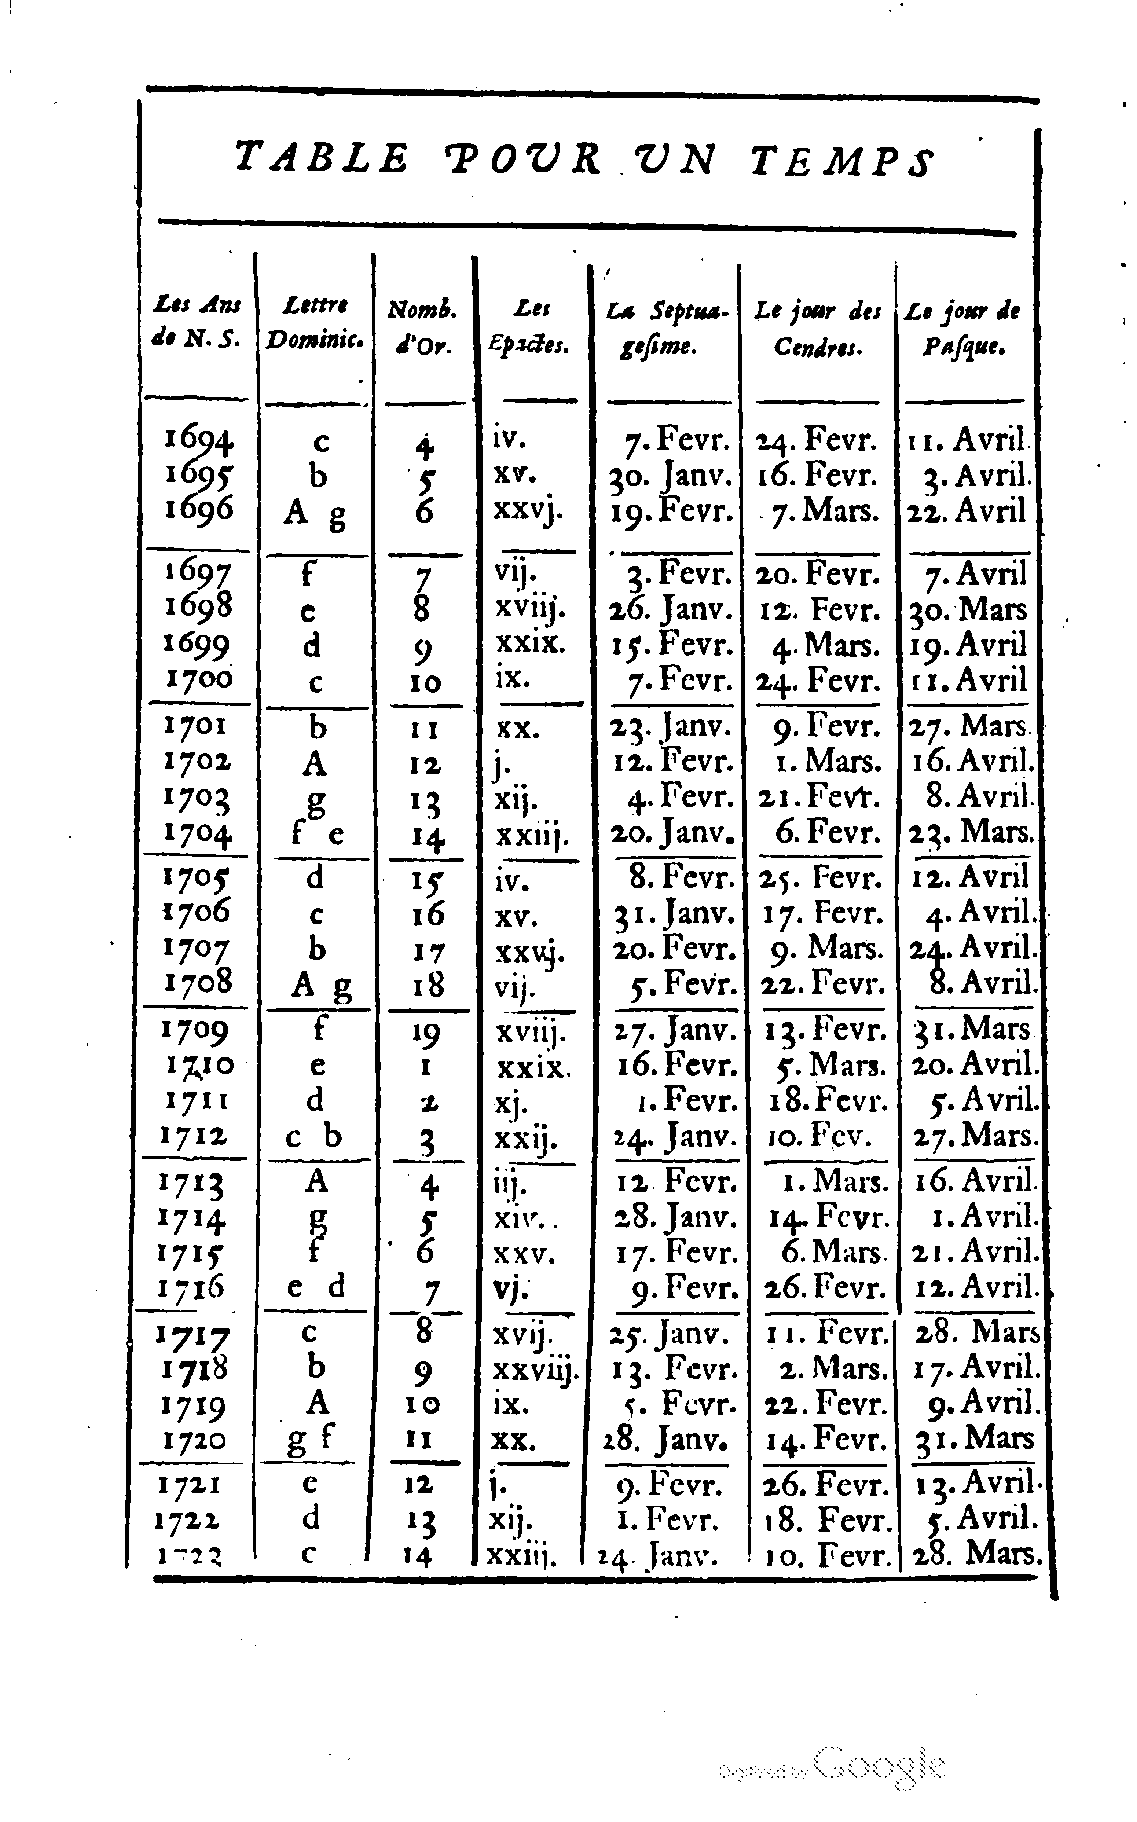 TABLE POUR UN TEMPS
Les Ans Lettre Nomb. Les La Septua- Le jour des Le jour de
de N. S. Dominic. d'Or. Epactes. gesime. Cendres. Pasque.
1694 c 4 iv. 7. Fevr. 24. Fevr. 11. Avril.
1695 b 5 xv. 30. Janv. 16. Fevr. 3. Avril.
1696 A g 6 xxvj. 19. Fevr. 7. Mars. 22. Avril
1697 f 7 vij. 3. Fevr. 20. Fevr. 7. Avril
1698 e 8 xviij. 26. Janv. 12. Fevr. 30. Mars
1699 d 9 xxix. 15. Fevr. 4. Mars. 19. Avril
1700 c 10 ix. 7. Fevr. 24. Fevr. 11. Avril
1701 b 11 xx. 23. Janv. 9. Fevr. 27. Mars.
1702 A 12 j. 12. Fevr. 1. Mars. 16. Avril.
1703 g 13 xij. 4. Fevr. 21. Fevr. 8. Avril.
1704 f e 14 xxiij. 20. Janv. 6. Fevr. 23. Mars.
1705 d 15 iv. 8. Fevr. 25. Fevr. 12. Avril
1706 c 16 xv. 31. Janv. 17. Fevr. 4. Avril.
1707 b 17 xxvj. 20. Fevr. 9. Mars. 24. Avril.
1708 A g 18 vij. 5. Fevr. 22. Fevr. 8. Avril.
1709 f 19 xviij. 27. Janv. 13. Fevr. 31. Mars
1710 e 1 xxix. 16. Fevr. 5. Mars. 20. Avril.
1711 d 2 xj. 1. Fevr. 18. Fevr. 5. Avril.
1712 c b 3 xxij. 24. Janv. 10. Fev. 27. Mars.
1713 A 4 iij. 12 Fevr. 1. Mars. 16. Avril.
1714 g 5 xiv. 28. Janv. 14. Fevr. 1. Avril.
1715 f 6 xxv. 17. Fevr. 6. Mars. 21. Avril.
1716 e d 7 vj. 9. Fevr. 26. Fevr. 12. Avril.
1717 c 8 xvij. 25. Janv. 11. Fevr. 28. Mars
1718 b 9 xxviij. 13. Fevr. 2. Mars. 17. Avril.
1719 A 10 ix. 5. Fevr. 22. Fevr. 9. Avril.
1720 g f 11 xx. 28. Janv. 14. Fevr. 31. Mars
1721 e 12 j. 9. Fevr. 26. Fevr. 13. Avril.
1722 d 13 xij. 1. Fevr. 18. Fevr. 5. Avril.
1723 c 14 xxiij. 24. Janv. 10. Fevr. 28. Mars.
Digitized by Google